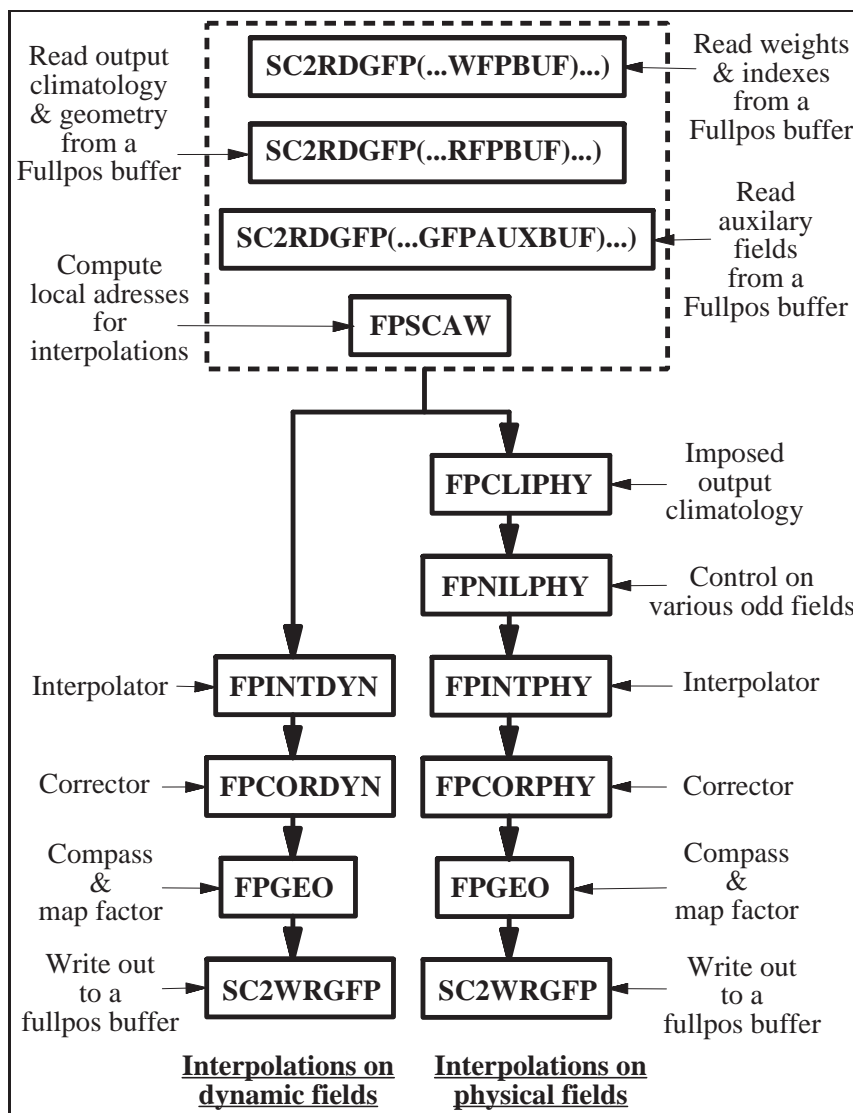 Read output
climatology
& geometry
from a
Fullpos buffer
SC2RDGFP(...WFPBUF)...)
Read weights
& indexes
from a
Fullpos buffer
SC2RDGFP(...RFPBUF)...)
SC2RDGFP(...GFPAUXBUF)...)
Read
auxilary
fields
from a
Fullpos buffer
Compute
local adresses
for
interpolations
FPSCAW
FPCLIPHY
Imposed
output
climatology
FPNILPHY
Control on
various odd fields
Interpolator
FPINTDYN
FPINTPHY
Interpolator
Corrector
FPCORDYN
FPCORPHY
Corrector
Compass
&
map factor
FPGEO
FPGEO
Compass
&
map factor
Write out
to a
fullpos buffer
SC2WRGFP
SC2WRGFP
Write out
to a
fullpos buffer
Interpolations on
dynamic fields
Interpolations on
physical fields